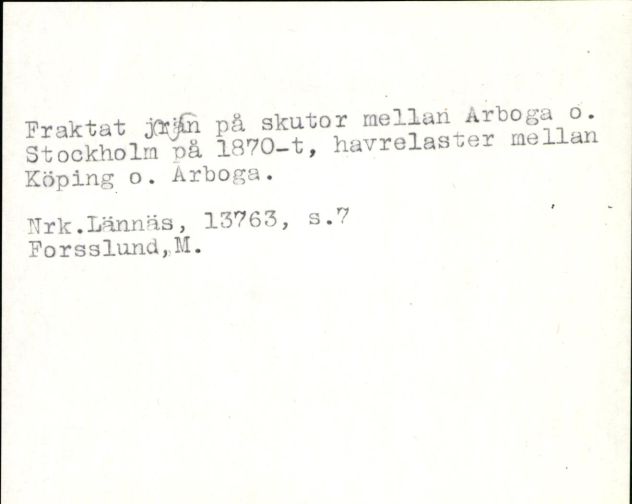 Fraktat järn på skutor mellan Arboga o.
Stockholm på 1870-t, havrelaster mellan
Köping o. Arboga.
Nrk.Lännäs, 13763, s.7
Forsslund,M.